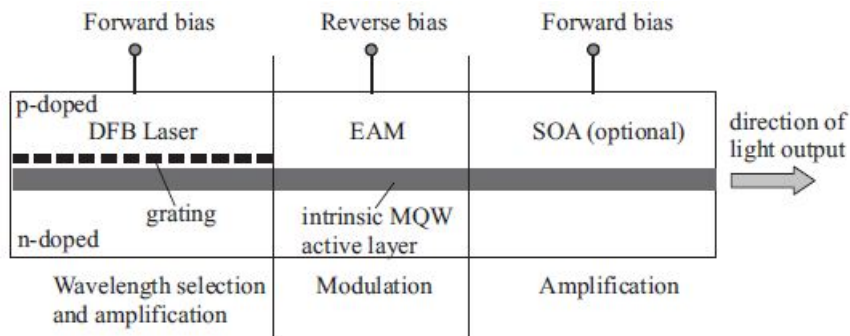 Forward bias
Reverse bias
Forward bias
p-doped
DFB Laser
EAM
SOA (optional)
direction of
light output
grating
intrinsic MQW
active layer
n-doped
Wavelength selection
and amplification
Modulation
Amplification